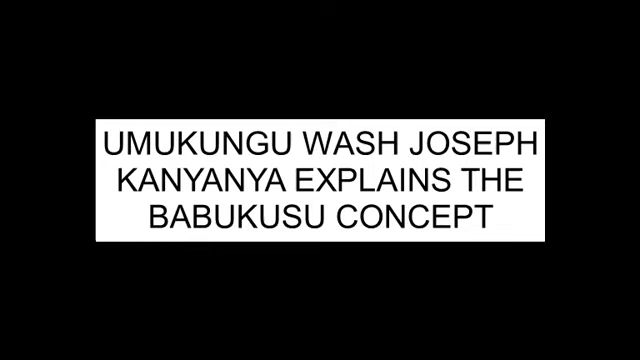 UMUKUNGU WASH JOSEPH
KANYANYA EXPLAINS THE
BABUKUSU CONCEPT